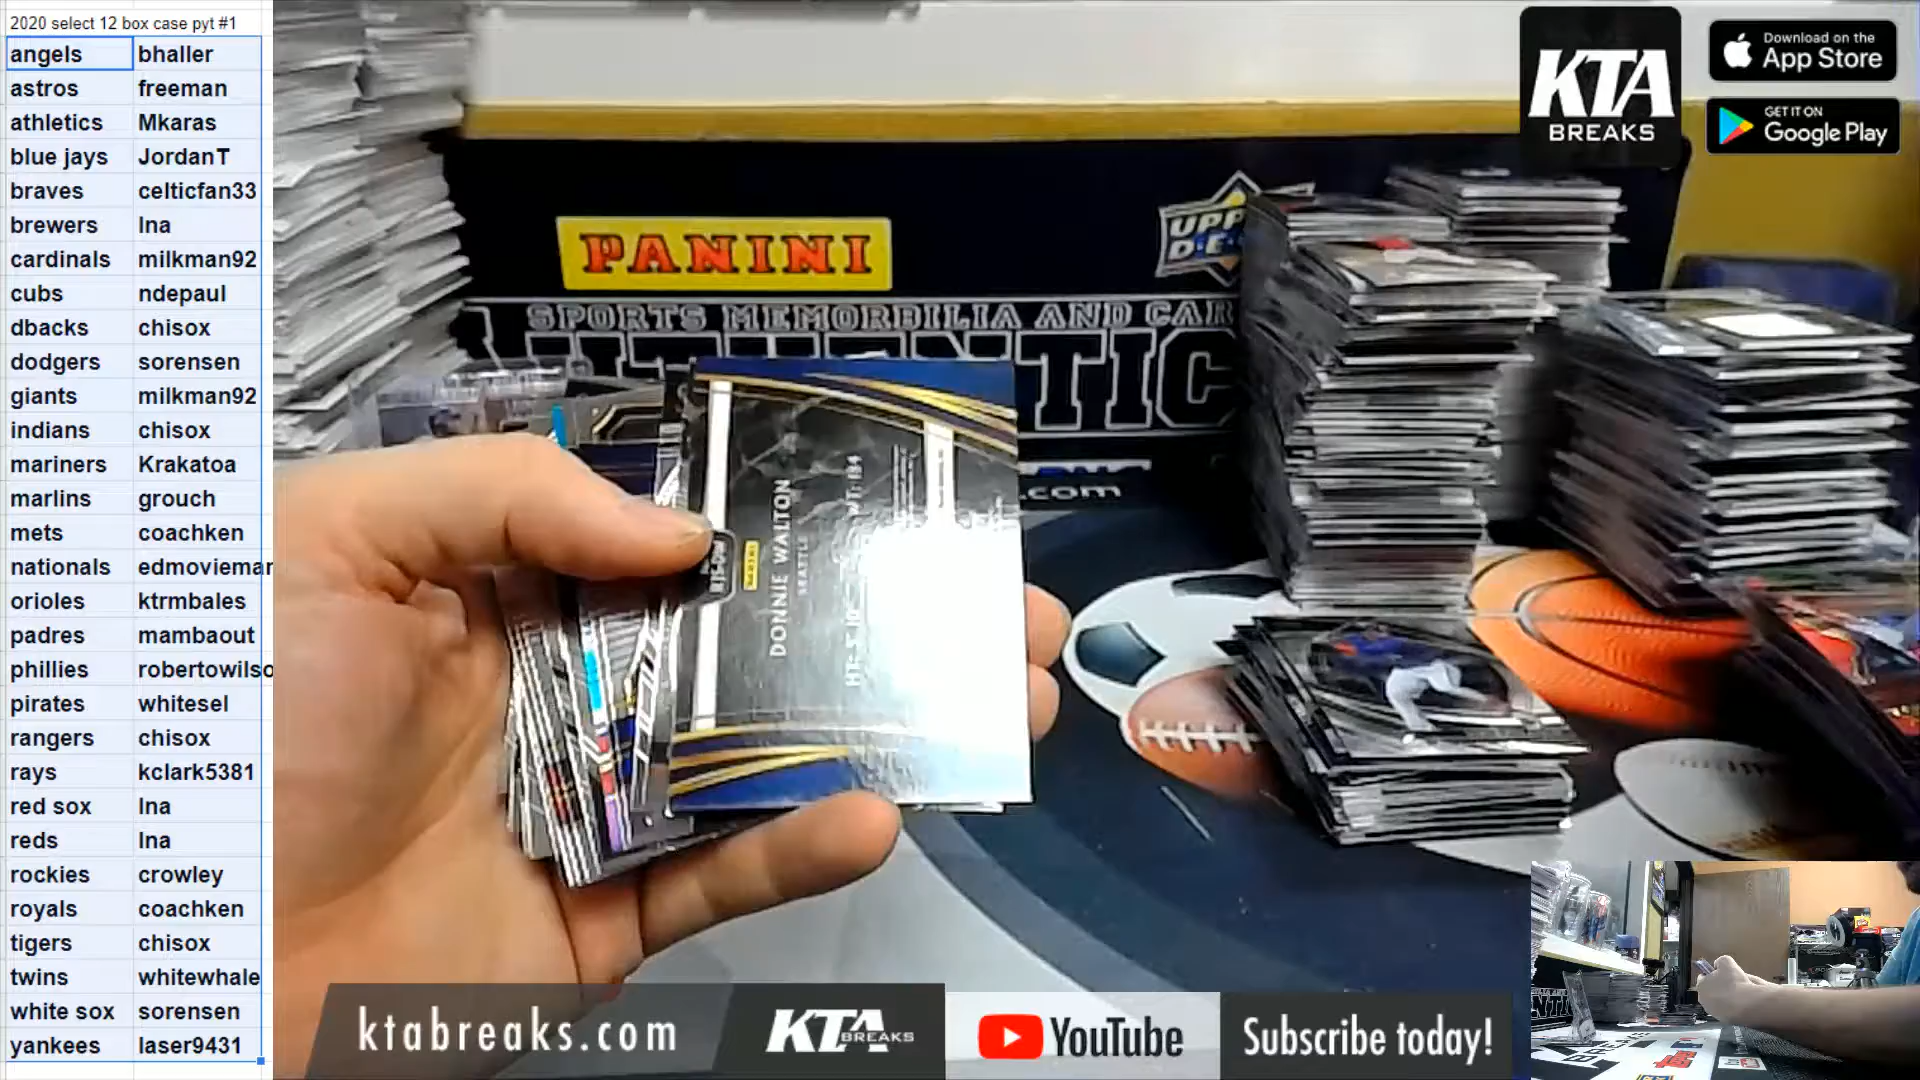 2020 select 12 box case pyt #1
angels bhaller
astros freeman
athletics Mkaras
blue jays JordanT
braves celticfan33
brewers lna
cardinals milkman92
cubs ndepaul
dbacks chisox
dodgers sorensen
giants milkman92
indians chisox
mariners Krakatoa
marlins grouch
mets coachken
nationals edmoviemar
orioles ktrmbales
padres mambaout
phillies robertowilso
pirates whitesel
rangers chisox
rays kclark5381
red sox lna
reds lna
rockies crowley
royals coachken
tigers chisox
twins whitewhale
white sox sorensen
yankees laser9431
KTA
BREAKS
Download on the
App Store
GET IT ON
Google Play
PANINI
UPP
DE
SPORTS MEMORBILIA AND CAR
UTHENTIC
.com
DONNIE WALTON
SEATTLE
PANINI
ktabreaks.com
KTA BREAKS
YouTube
Subscribe today!